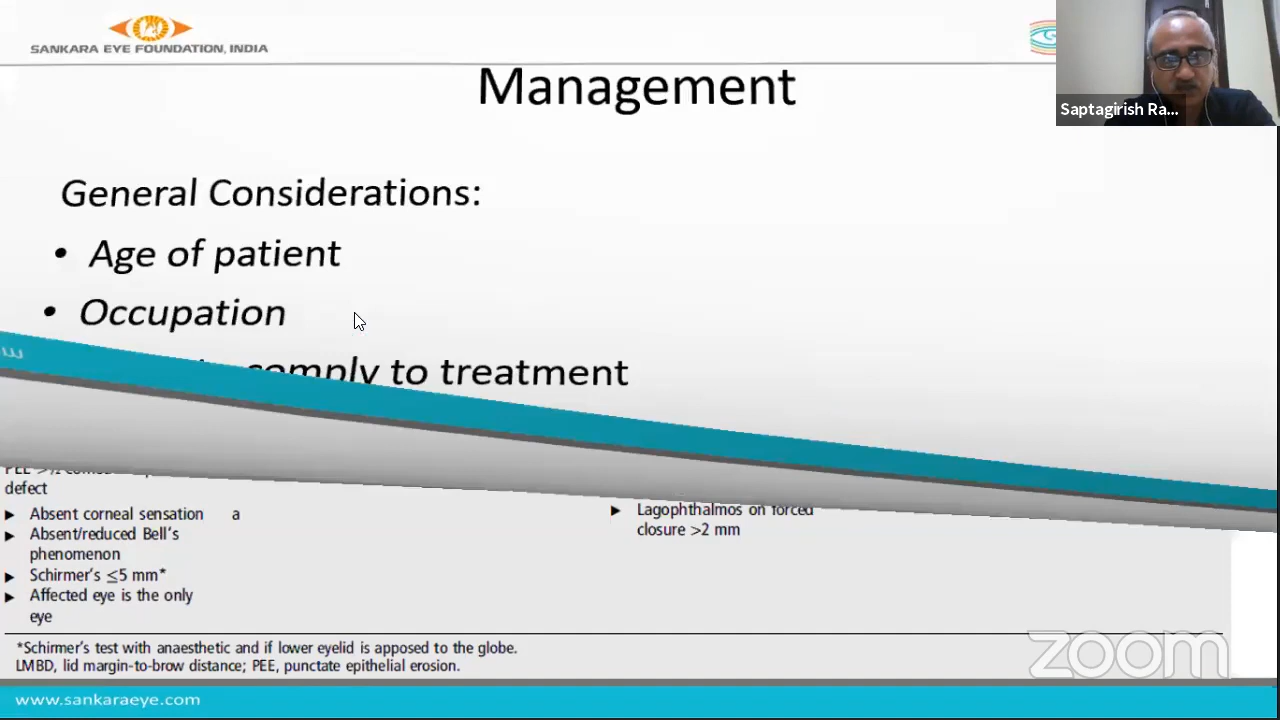 SANKARA EYE FOUNDATION, INDIA
Management
Saptagirish Ra...
General Considerations:
• Age of patient
• Occupation
comply to treatment
defect
▶ Absent corneal sensation a
▶ Absent/reduced Bell's
phenomenon
▶ Schirmer's ≤5 mm*
▶ Affected eye is the only
eye
▶ Lagophthalmos on forced
closure >2 mm
*Schirmer's test with anaesthetic and if lower eyelid is apposed to the globe.
LMBD, lid margin-to-brow distance; PEE, punctate epithelial erosion.
zoom
www.sankaraeye.com